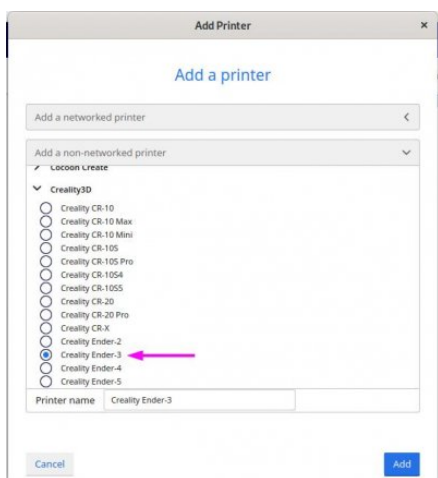 Add Printer
Add a printer
Add a networked printer
Add a non-networked printer
Cocoon Create
Creality3D
Creality CR-10
Creality CR-10 Max
Creality CR-10 Mini
Creality CR-10S
Creality CR-10S Pro
Creality CR-10S4
Creality CR-10S5
Creality CR-20
Creality CR-20 Pro
Creality CR-X
Creality Ender-2
Creality Ender-3
Creality Ender-4
Creality Ender-5
Printer name Creality Ender-3
Cancel Add